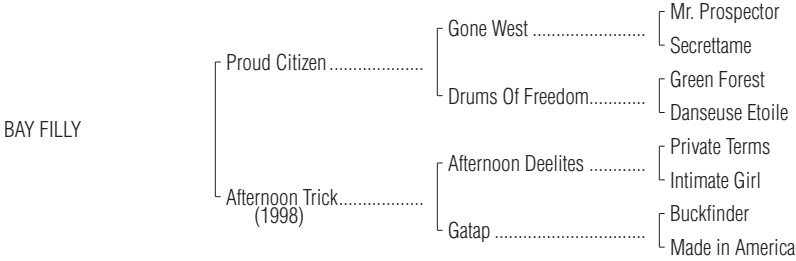 Mr. Prospector
Gone West ........................
Secrettame
Proud Citizen ....................
Green Forest
Drums Of Freedom............
Danseuse Etoile
BAY FILLY
Private Terms
Afternoon Deelites ............
Intimate Girl
Afternoon Trick..................
(1998)
Buckfinder
Gatap ................................
Made in America